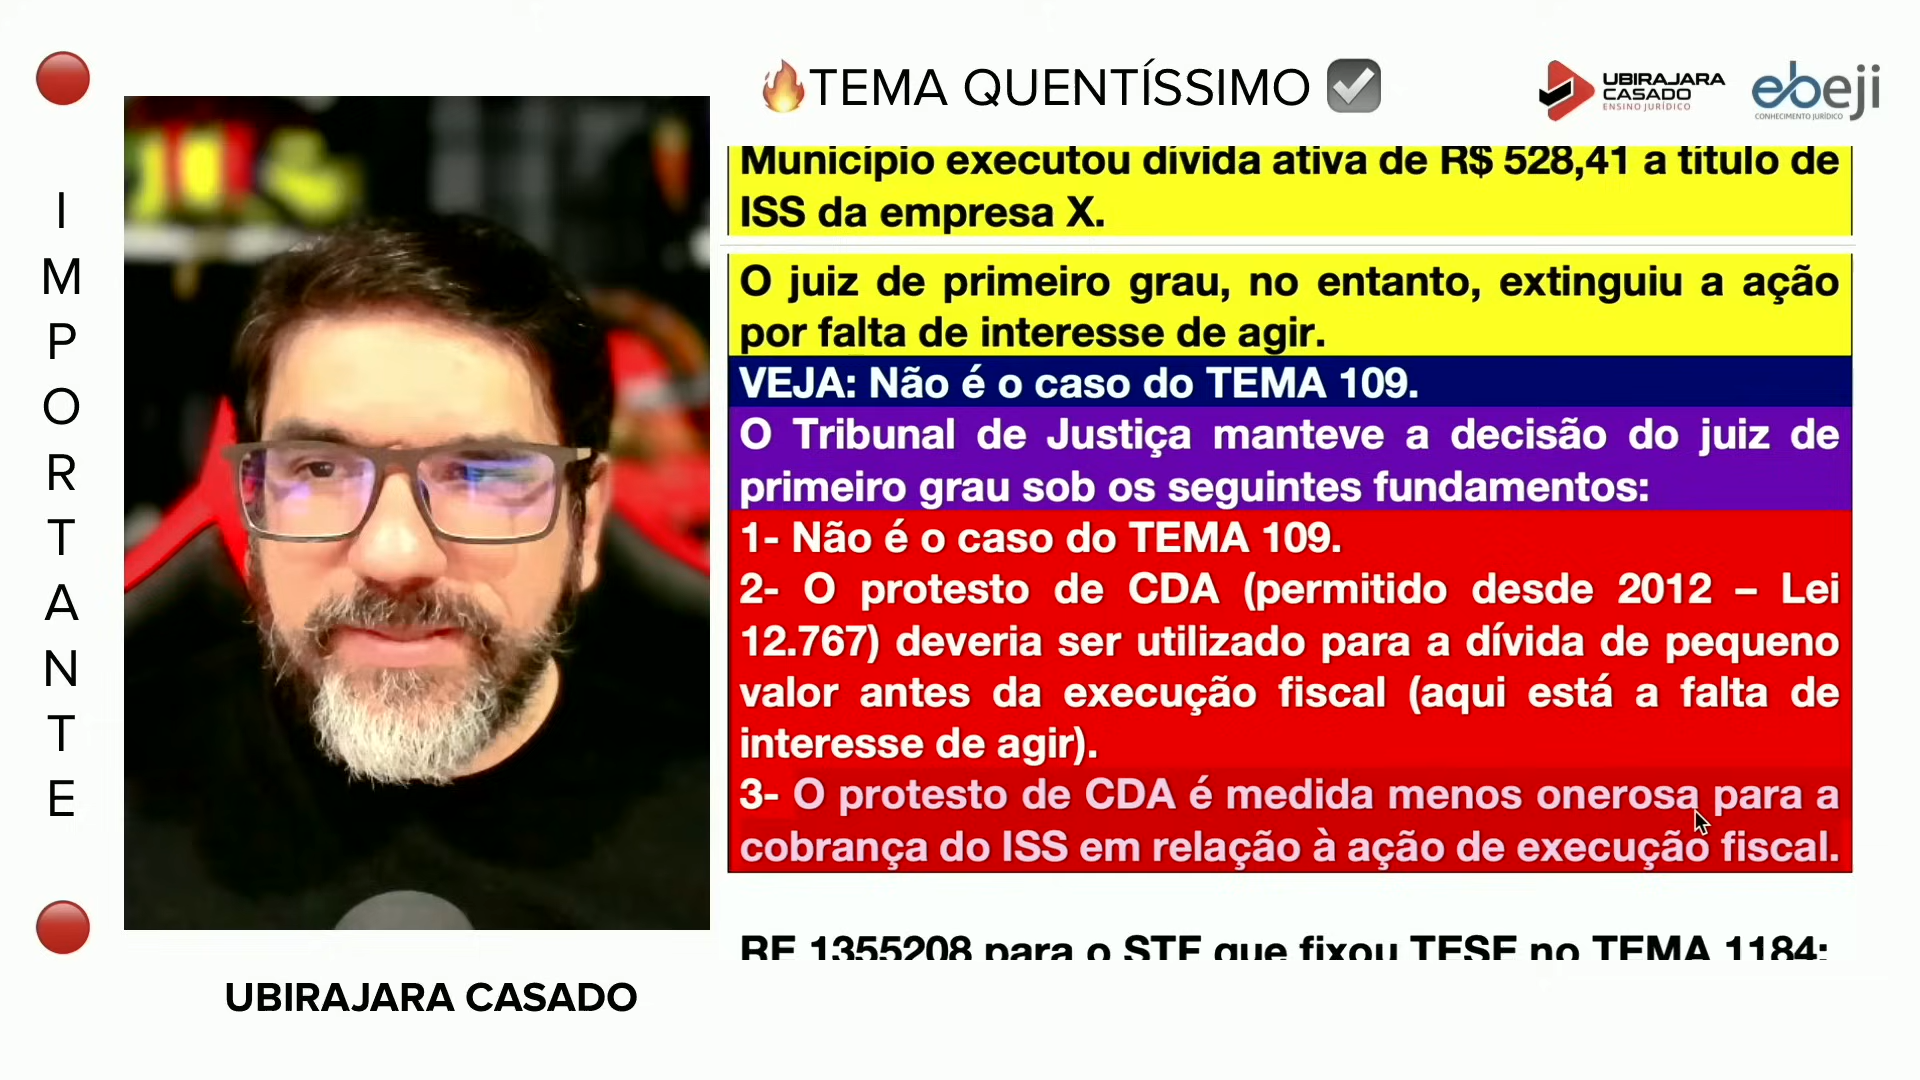 🔥TEMA QUENTÍSSIMO ☑
UBIRAJARA
CASADO
ENSINO JURÍDICO
ebeji
CONHECIMENTO JURÍDICO
IMPORTANTE
Município executou dívida ativa de R$ 528,41 a título de
ISS da empresa X.
O juiz de primeiro grau, no entanto, extinguiu a ação
por falta de interesse de agir.
VEJA: Não é o caso do TEMA 109.
O Tribunal de Justiça manteve a decisão do juiz de
primeiro grau sob os seguintes fundamentos:
1- Não é o caso do TEMA 109.
2- O protesto de CDA (permitido desde 2012 – Lei
12.767) deveria ser utilizado para a dívida de pequeno
valor antes da execução fiscal (aqui está a falta de
interesse de agir).
3- O protesto de CDA é medida menos onerosa para a
cobrança do ISS em relação à ação de execução fiscal.
RE 1355208 para o STF que fixou TESE no TEMA 1184:
UBIRAJARA CASADO